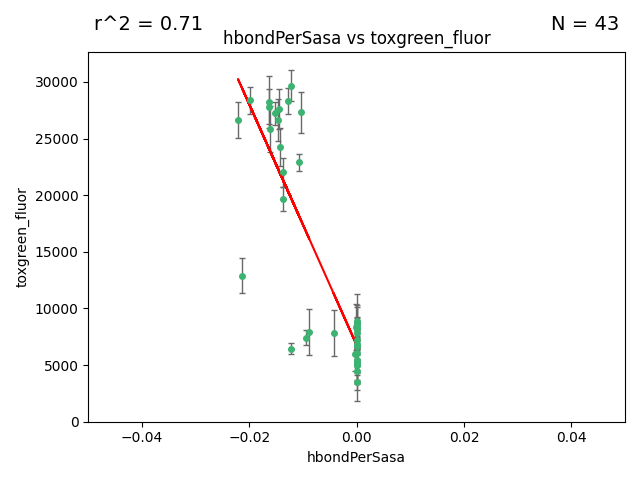 r^2 = 0.71
N = 43
hbondPerSasa vs toxgreen_fluor
30000
25000
20000
15000
10000
5000
0
toxgreen_fluor
−0.04
−0.02
0.00
0.02
0.04
hbondPerSasa